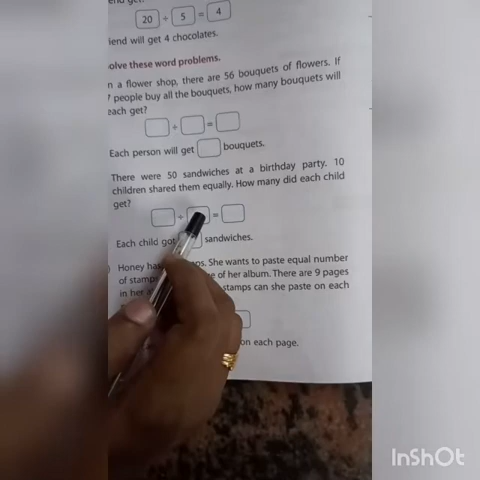 20 ÷ 5 = 4
iend will get 4 chocolates.
olve these word problems.
n a flower shop, there are 56 bouquets of flowers. If
7 people buy all the bouquets, how many bouquets will
each get?
÷ =
Each person will get bouquets.
There were 50 sandwiches at a birthday party. 10
children shared them equally. How many did each child
get?
÷ =
Each child got sandwiches.
Honey has ps. She wants to paste equal number
of stamps e of her album. There are 9 pages
in her stamps can she paste on each
on each page.
InShOt